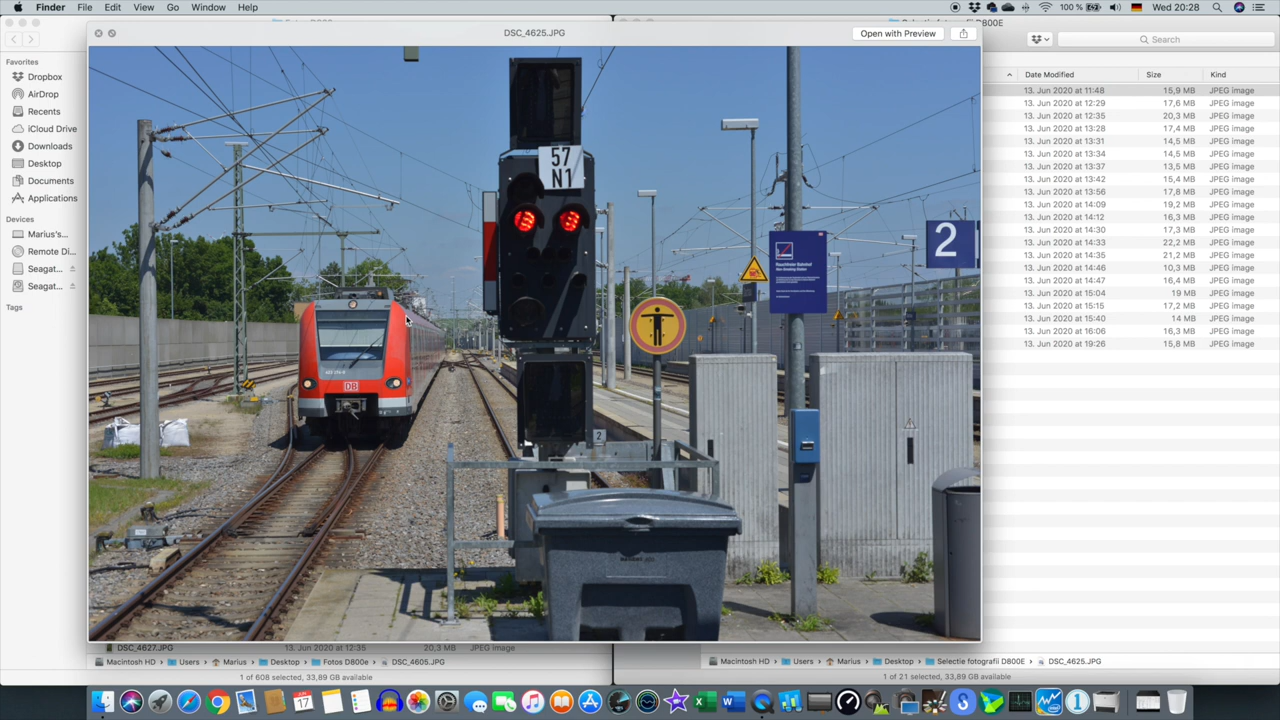 Finder File Edit View Go Window Help
100 % Wed 20:28
Fotos D800e
Selectie fotografii D800E
DSC_4625.JPG
Open with Preview
Search
Favorites
Dropbox
AirDrop
Recents
iCloud Drive
Downloads
Desktop
Documents
Applications
Devices
Marius's...
Remote Di...
Seagat...
Seagat...
Tags
57
N1
2
DB
2
Date Modified Size Kind
13. Jun 2020 at 11:48 15,9 MB JPEG image
13. Jun 2020 at 12:29 17,6 MB JPEG image
13. Jun 2020 at 12:35 20,3 MB JPEG image
13. Jun 2020 at 13:28 17,4 MB JPEG image
13. Jun 2020 at 13:31 14,5 MB JPEG image
13. Jun 2020 at 13:34 15,5 MB JPEG image
13. Jun 2020 at 13:37 13,2 MB JPEG image
13. Jun 2020 at 13:42 15,4 MB JPEG image
13. Jun 2020 at 13:56 17,8 MB JPEG image
13. Jun 2020 at 14:09 19,2 MB JPEG image
13. Jun 2020 at 14:12 16,3 MB JPEG image
13. Jun 2020 at 14:30 17,3 MB JPEG image
13. Jun 2020 at 14:33 22,2 MB JPEG image
13. Jun 2020 at 14:35 21,2 MB JPEG image
13. Jun 2020 at 14:46 10,8 MB JPEG image
13. Jun 2020 at 14:47 16,4 MB JPEG image
13. Jun 2020 at 15:04 19 MB JPEG image
13. Jun 2020 at 15:15 17,2 MB JPEG image
13. Jun 2020 at 15:40 14 MB JPEG image
13. Jun 2020 at 16:06 16,3 MB JPEG image
13. Jun 2020 at 19:26 15,8 MB JPEG image
DSC_4627.JPG 13. Jun 2020 at 12:35 20,3 MB JPEG image
Macintosh HD Users Marius Desktop Fotos D800e DSC_4605.JPG
1 of 608 selected, 33,89 GB available
Macintosh HD Users Marius Desktop Selectie fotografii D800E DSC_4625.JPG
1 of 21 selected, 33,89 GB available
JUN
17